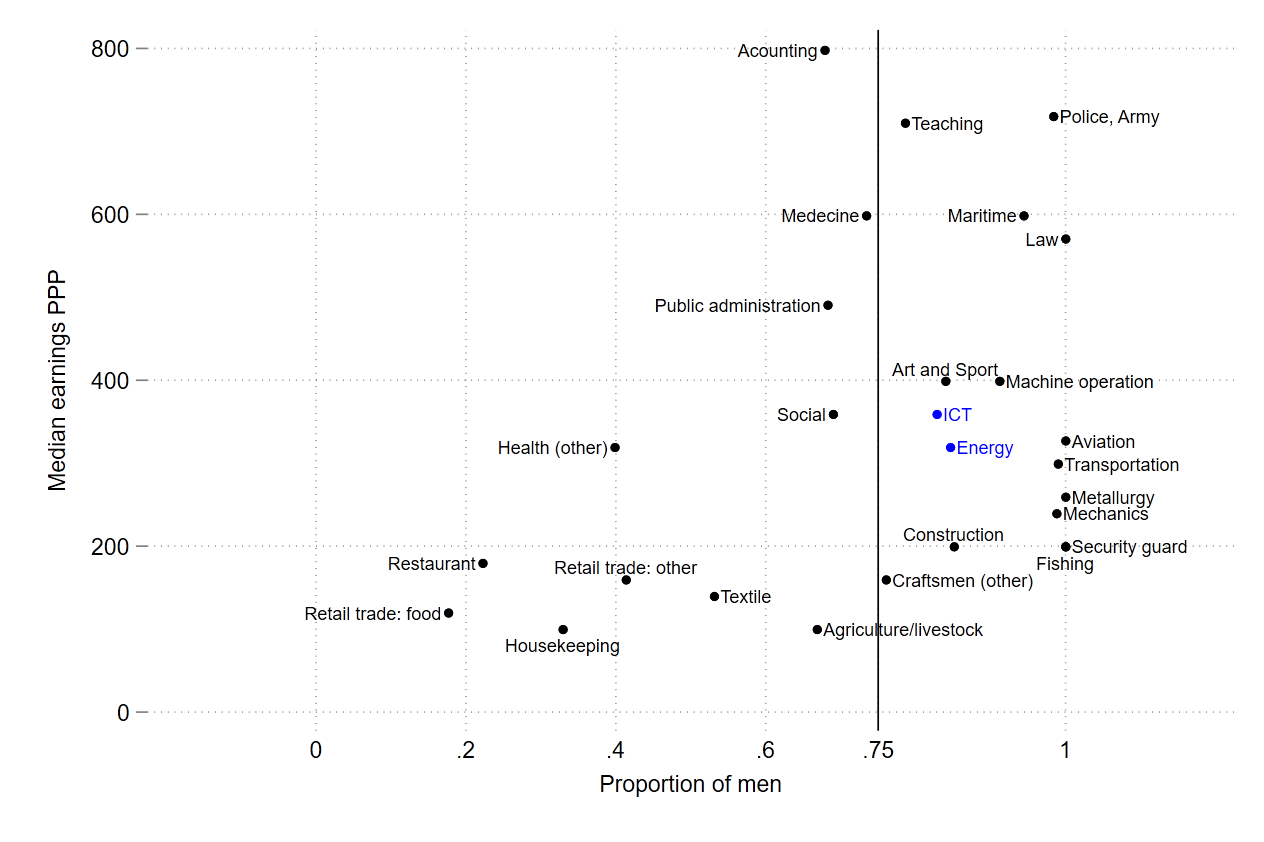 800
Acounting
Teaching
Police, Army
600
Medecine
Maritime
Law
Public administration
Median earnings PPP
400
Art and Sport
Machine operation
Social
ICT
Health (other)
Energy
Aviation
Transportation
Metallurgy
Mechanics
Construction
200
Security guard
Fishing
Restaurant
Retail trade: other
Craftsmen (other)
Textile
Retail trade: food
Agriculture/livestock
Housekeeping
0
0 .2 .4 .6 .75 1
Proportion of men